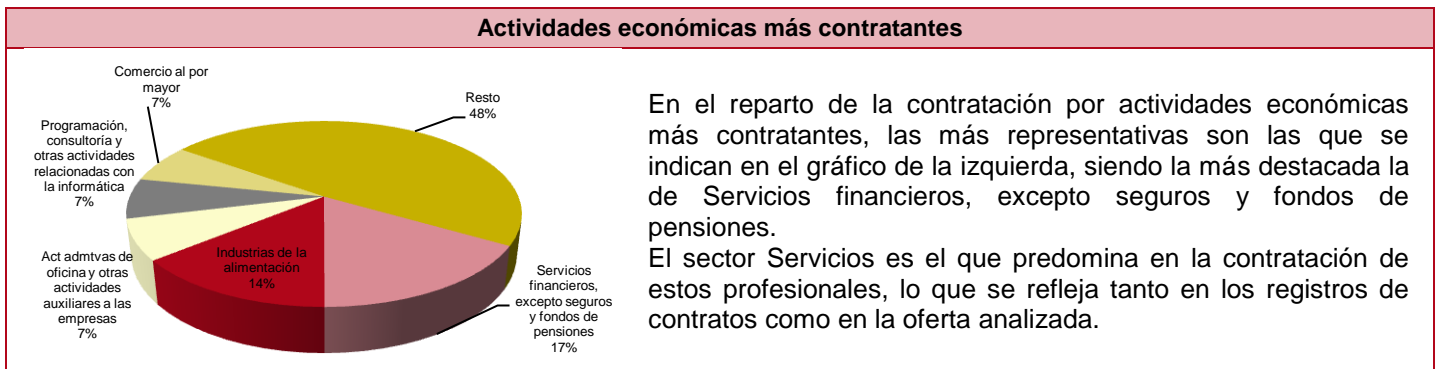 Actividades económicas más contratantes
Comercio al por
mayor
7%
Resto
48%
Programación,
consultoría y
otras actividades
relacionadas con
la informática
7%
Act admtvas de
oficina y otras
actividades
auxiliares a las
empresas
7%
Industrias de la
alimentación
14%
Servicios
financieros,
excepto seguros
y fondos de
pensiones
17%
En el reparto de la contratación por actividades económicas
más contratantes, las más representativas son las que se
indican en el gráfico de la izquierda, siendo la más destacada la
de Servicios financieros, excepto seguros y fondos de
pensiones.
El sector Servicios es el que predomina en la contratación de
estos profesionales, lo que se refleja tanto en los registros de
contratos como en la oferta analizada.